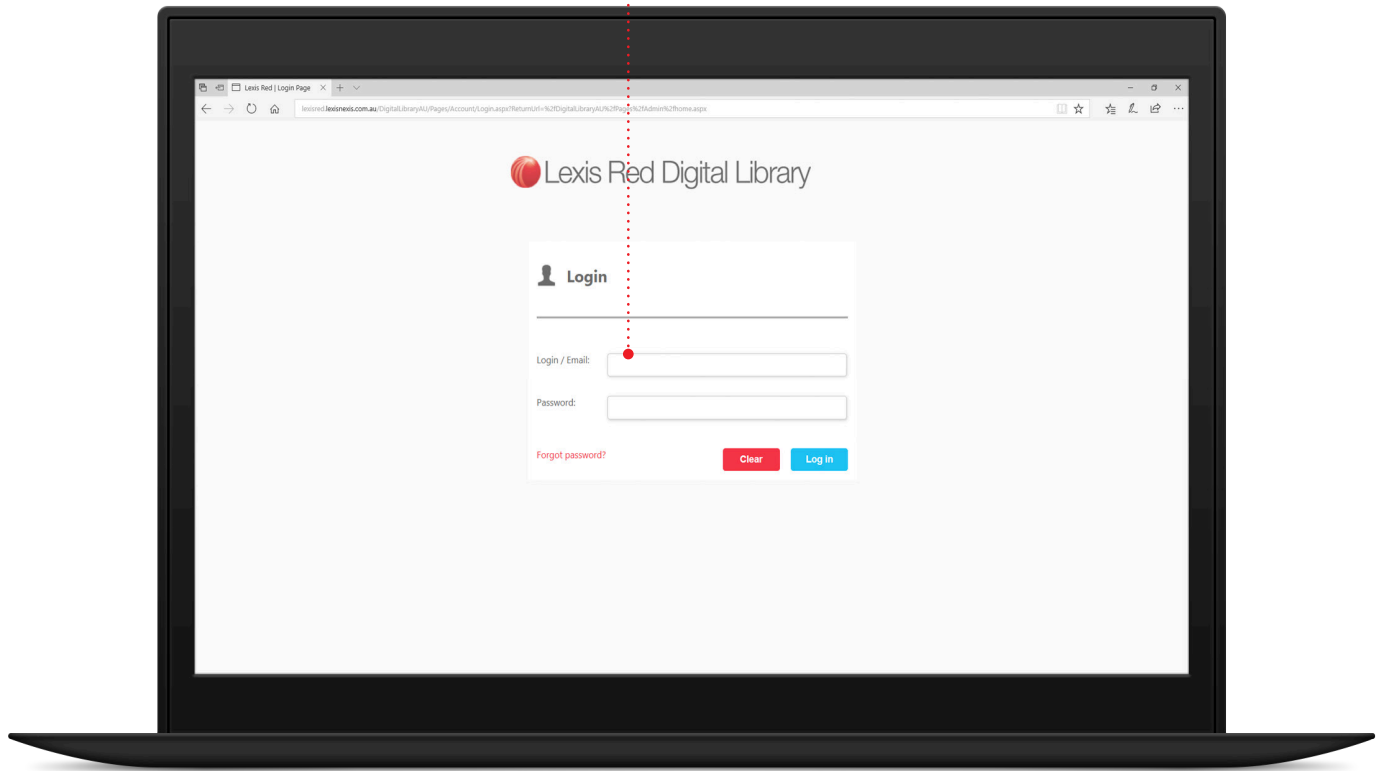 Lexis Red | Login Page
lexisred.lexisnexis.com.au/DigitalLibraryAU/Pages/Account/Login.aspx?ReturnUrl=%2fDigitalLibraryAU%2fPages%2fAdmin%2fhome.aspx
Lexis Red Digital Library
Login
Login / Email:
Password:
Forgot password?
Clear
Log in